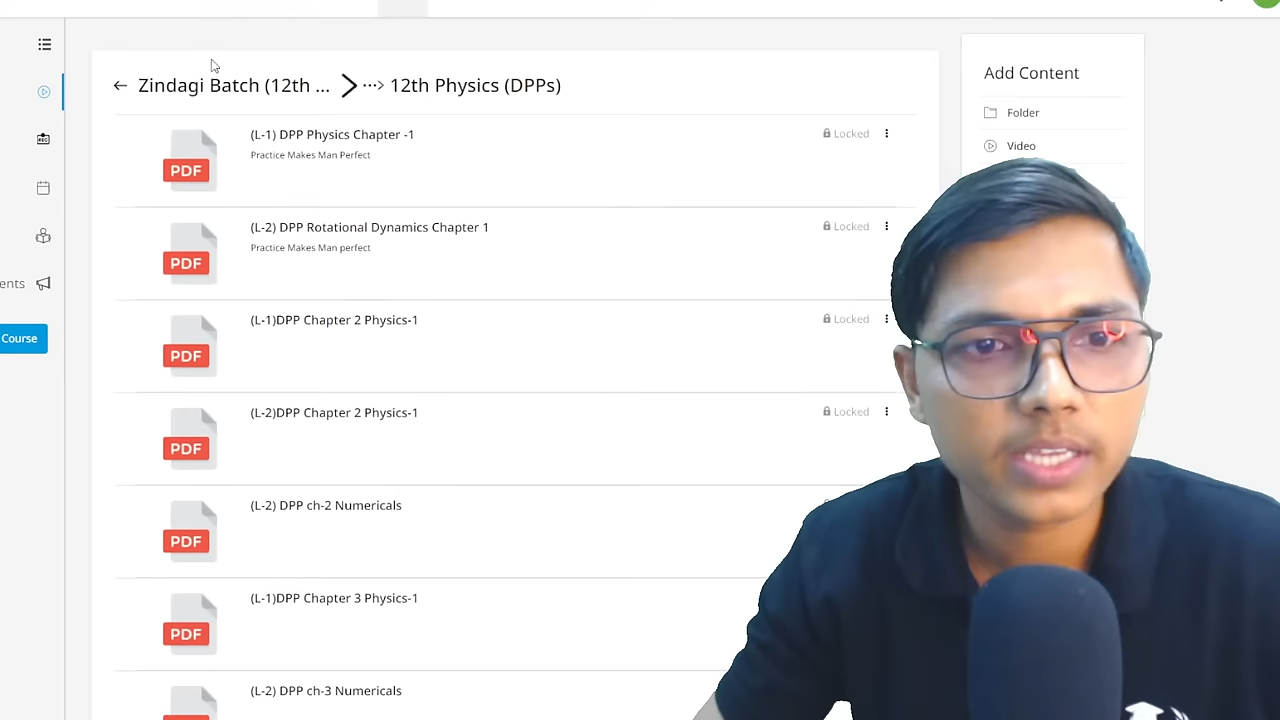 Zindagi Batch (12th ...
12th Physics (DPPs)
Add Content
Folder
Video
(L-1) DPP Physics Chapter -1
Practice Makes Man Perfect
Locked
(L-2) DPP Rotational Dynamics Chapter 1
Practice Makes Man perfect
Locked
ents
(L-1)DPP Chapter 2 Physics-1
Locked
Course
(L-2)DPP Chapter 2 Physics-1
Locked
(L-2) DPP ch-2 Numericals
(L-1)DPP Chapter 3 Physics-1
(L-2) DPP ch-3 Numericals
PDF
PDF
PDF
PDF
PDF
PDF